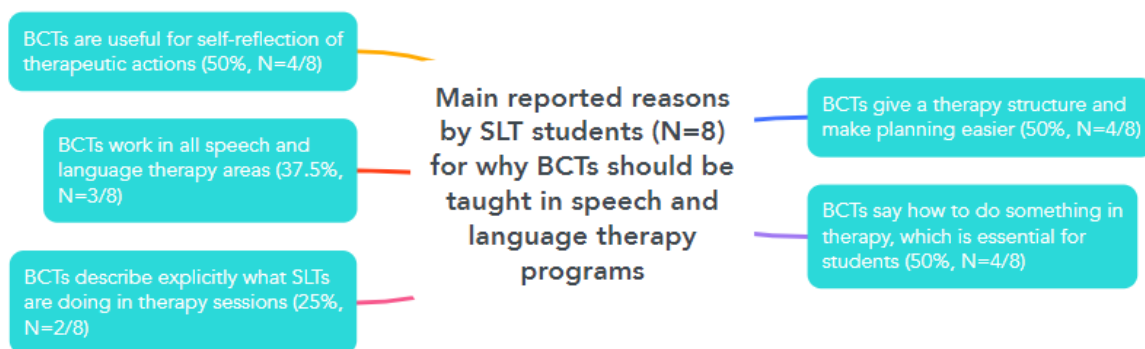 BCTs are useful for self-reflection of
therapeutic actions (50%, N=4/8)
BCTs work in all speech and
language therapy areas (37.5%,
N=3/8)
BCTs describe explicitly what SLTs
are doing in therapy sessions (25%,
N=2/8)
Main reported reasons
by SLT students (N=8)
for why BCTs should be
taught in speech and
language therapy
programs
BCTs give a therapy structure and
make planning easier (50%, N=4/8)
BCTs say how to do something in
therapy, which is essential for
students (50%, N=4/8)